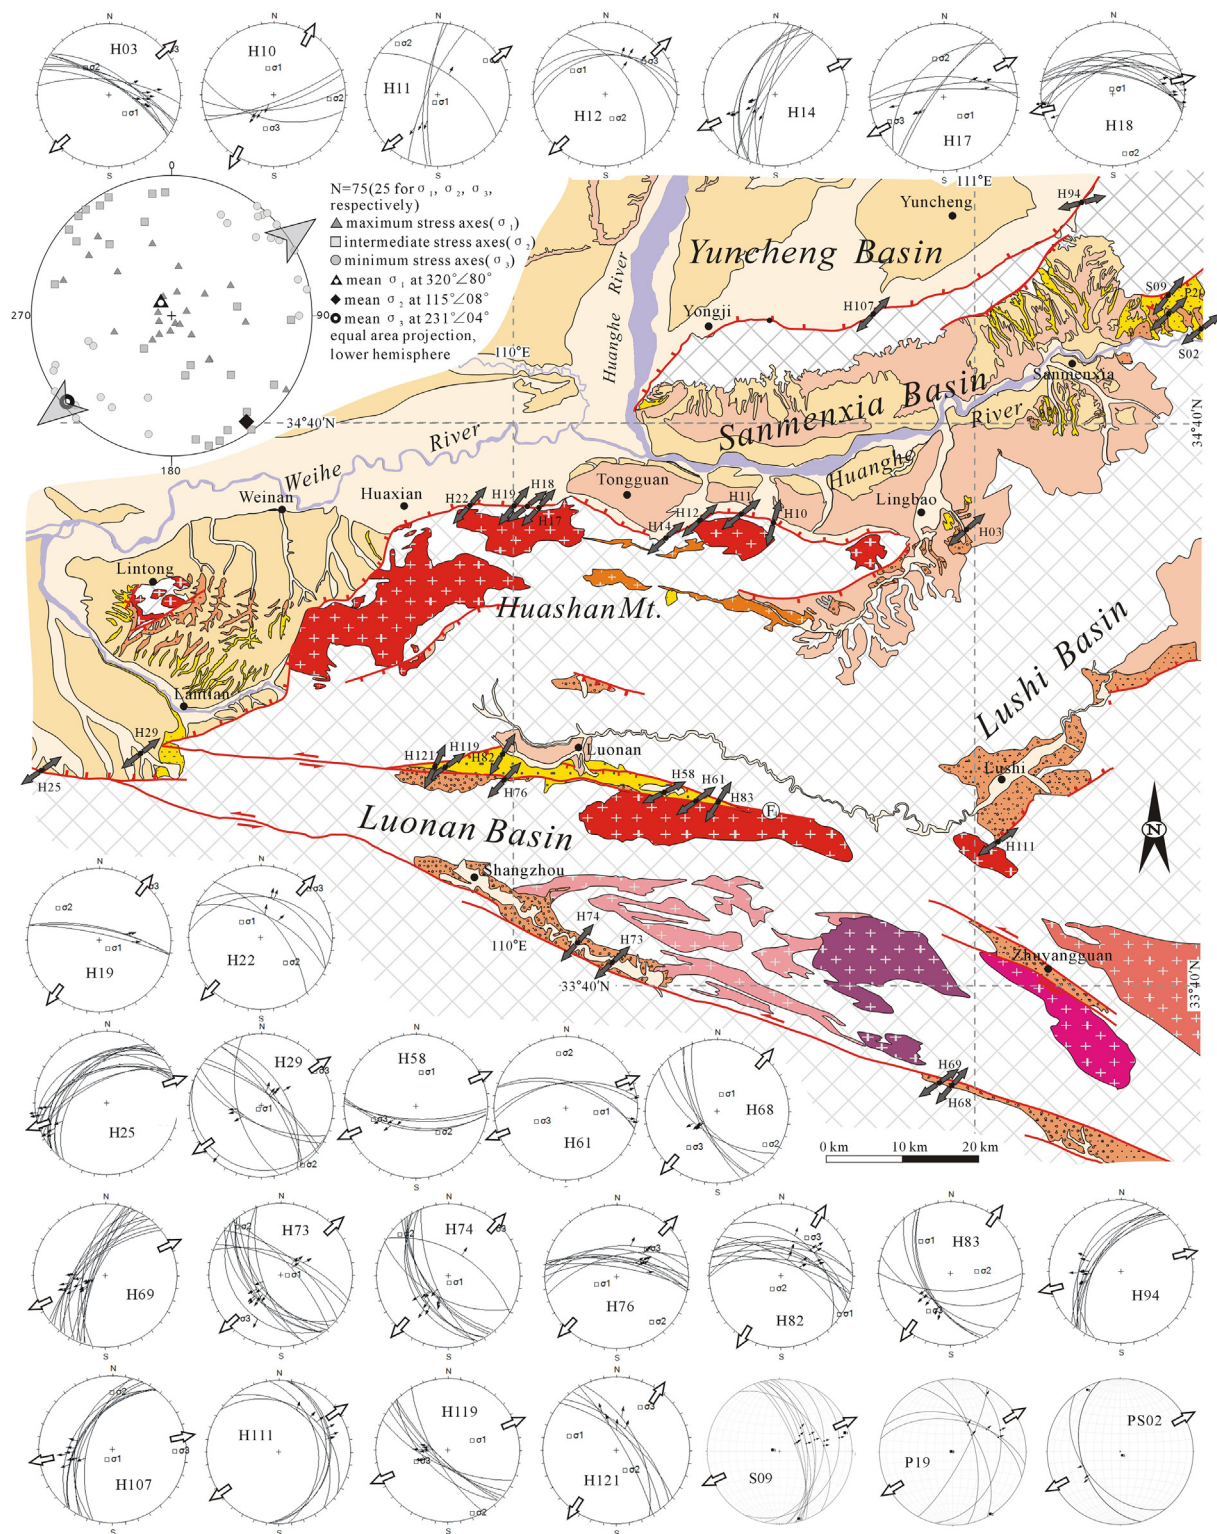 N
H03
σ3
σ2
σ1
S
N
H10
σ1
σ2
σ3
S
N
σ2
H11
σ1
S
N
σ3
σ1
H12
σ2
S
N
H14
S
N
σ2
σ3
σ1
H17
S
N
σ1
H18
σ2
S
0
270
90
180
N=75(25 for σ1, σ2, σ3,
respectively)
maximum stress axes(σ1)
intermediate stress axes(σ2)
minimum stress axes(σ3)
mean σ1 at 320°∠80°
mean σ2 at 115°∠08°
mean σ3 at 231°∠04°
equal area projection,
lower hemisphere
111°E
H94
Yuncheng
Yuncheng Basin
Huanghe River
S09
H107
Yongji
S02
110°E
Sanmenxia
Sanmenxia Basin
34°40′N
34°40′N
River
Weihe River
Huanghe
Tongguan
Weinan
Huaxian
H22
H19
H18
H17
H14
H12
H11
H10
Lingbao
H03
Lintong
Huashan Mt.
Lushi Basin
Lantian
H29
H25
H121
H119
H82
H76
Luonan
H58
H61
H83
F
Lushi
N
Luonan Basin
H111
Shangzhou
H74
H73
110°E
33°40′N
33°40′N
Zhuyangguan
H69
H68
0 km
10 km
20 km
N
σ3
σ2
σ1
H19
S
N
σ3
σ1
H22
σ2
S
N
H25
S
N
H29
σ3
σ1
σ2
S
N
H58
σ1
σ3
σ2
S
N
σ2
σ1
σ3
H61
S
N
σ1
H68
σ2
σ3
S
N
H69
S
N
H73
σ2
σ1
σ3
S
N
H74
σ2
σ3
σ1
S
N
σ3
σ1
H76
σ2
S
N
σ3
σ2
H82
σ1
S
N
H83
σ1
σ2
σ3
S
N
H94
S
N
σ2
σ3
σ1
H107
S
N
H111
S
N
H119
σ1
σ3
σ2
S
N
σ3
σ1
σ2
H121
S
S09
P19
PS02